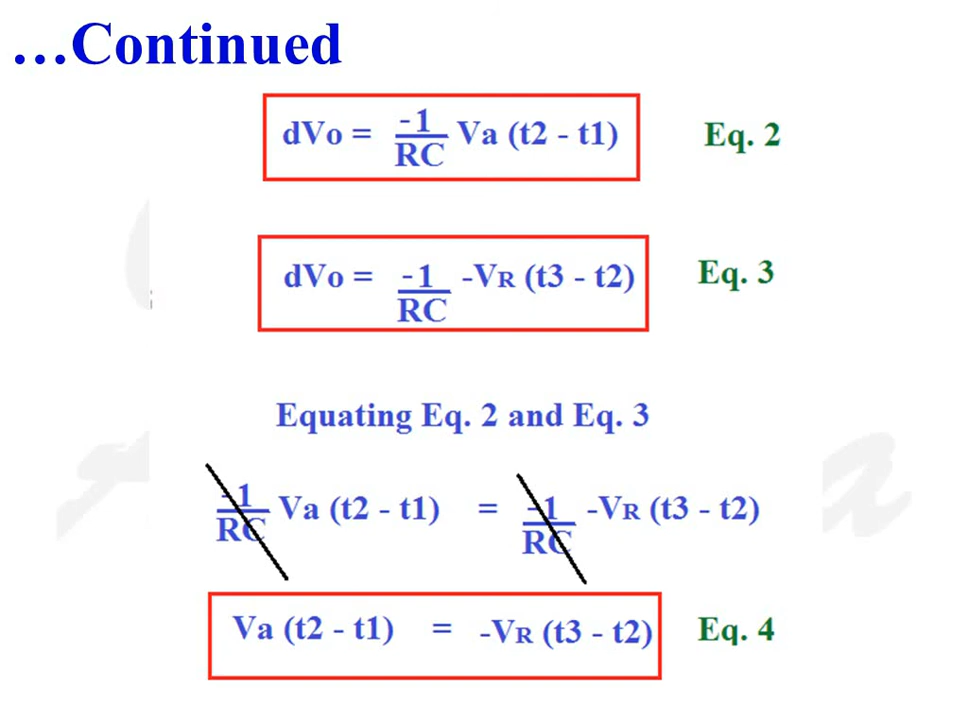 …Continued
dVo = -1/RC Va (t2 - t1) Eq. 2
dVo = -1/RC -VR (t3 - t2) Eq. 3
Equating Eq. 2 and Eq. 3
-1/RC Va (t2 - t1) = -1/RC -VR (t3 - t2)
Va (t2 - t1) = -VR (t3 - t2) Eq. 4